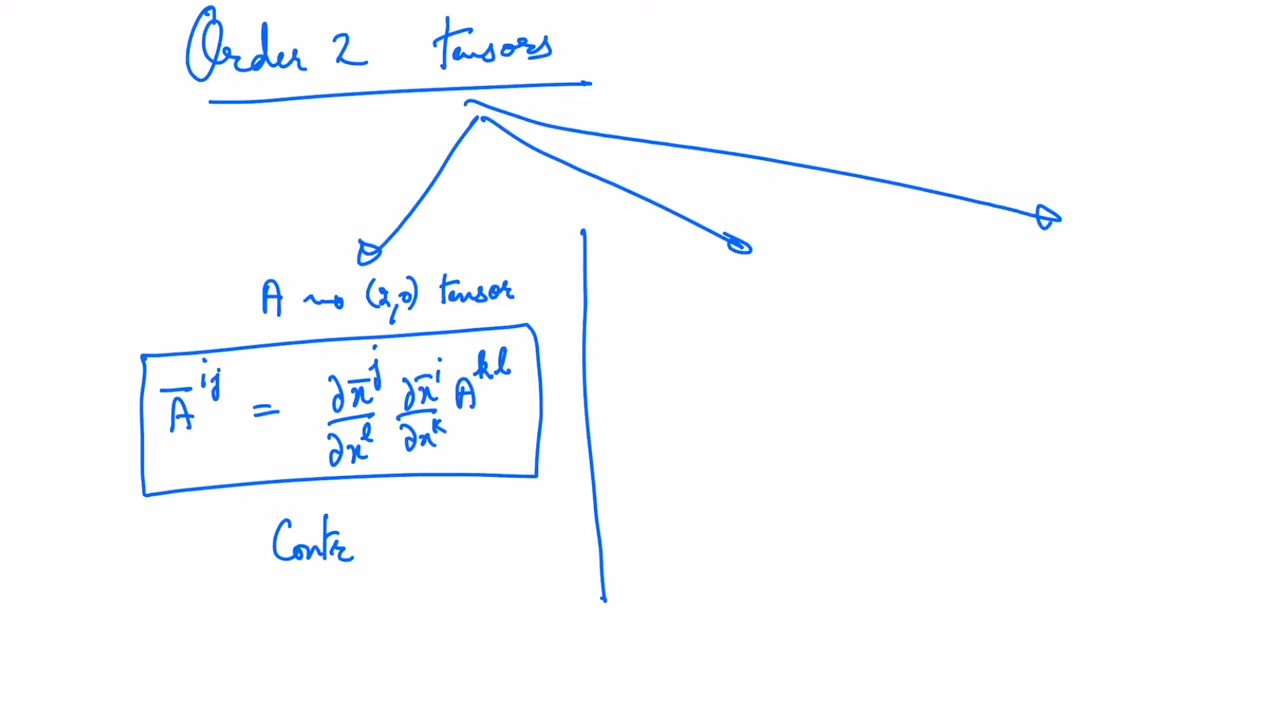 Order 2 tensors
A ⇝ (2,0) tensor
A̅^{ij} = ∂x̅^j/∂x^l ∂x̅^i/∂x^k A^{kl}
Contr